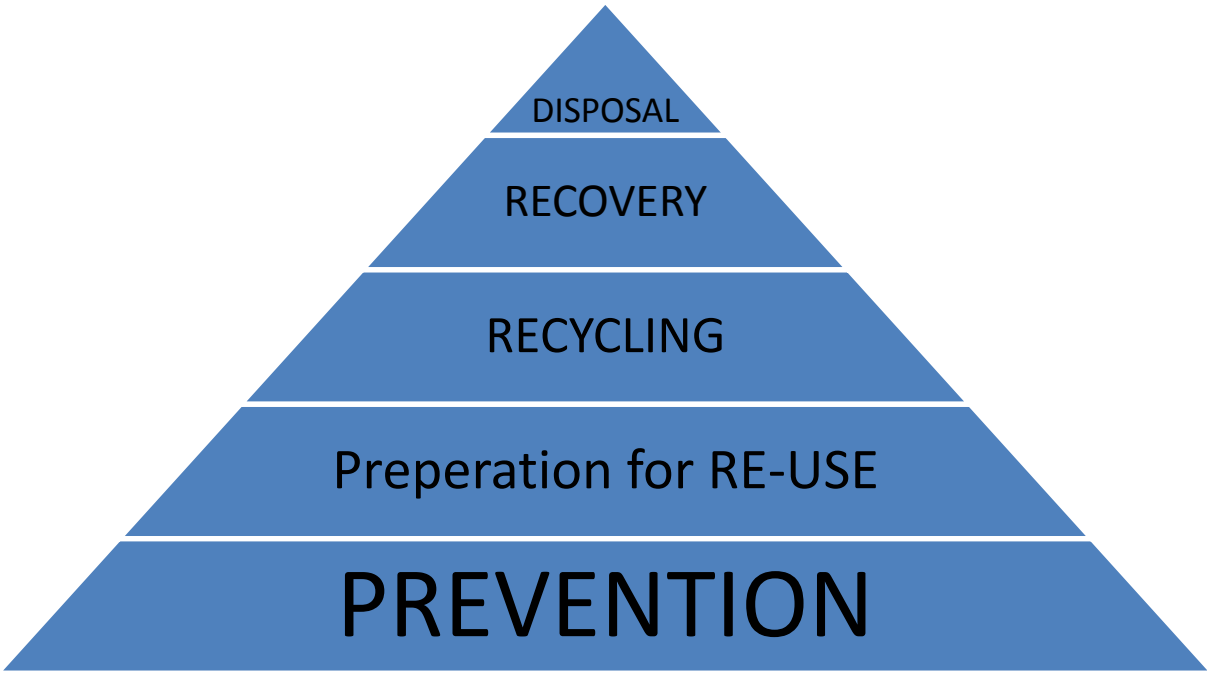 DISPOSAL
RECOVERY
RECYCLING
Preperation for RE-USE
PREVENTION